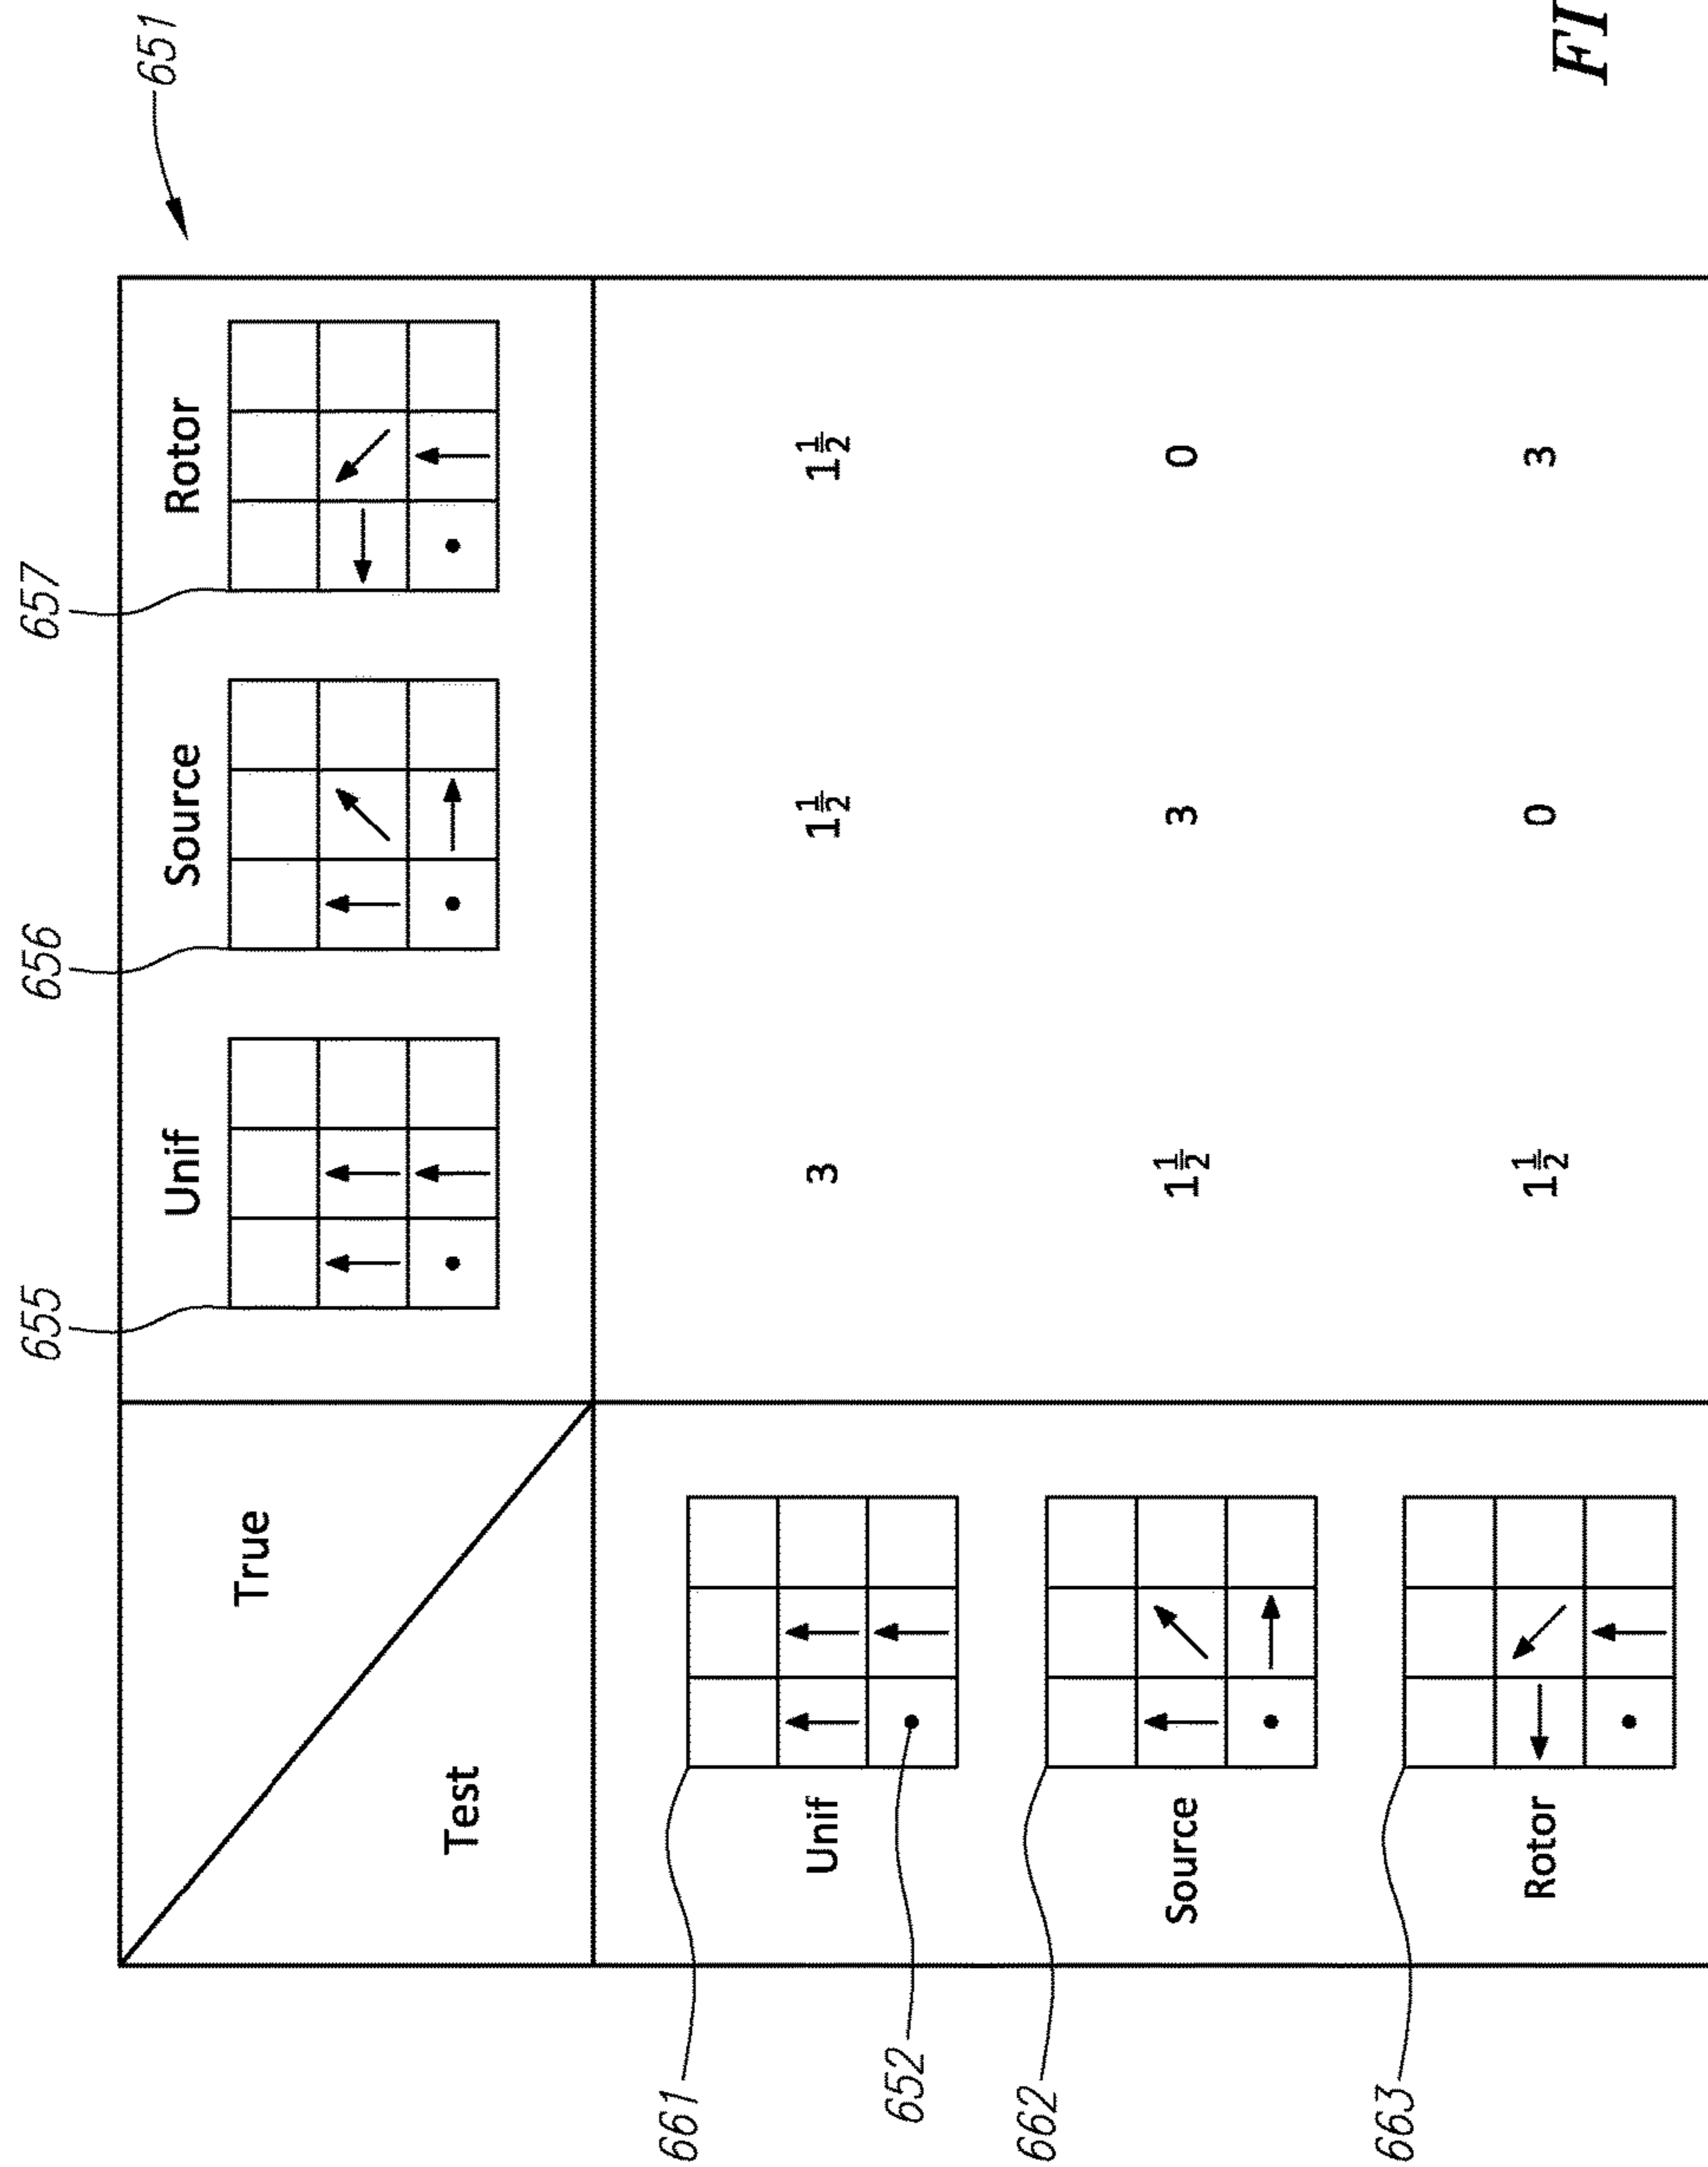 655 656 657
651
Unif Source Rotor
True
Test
661
Unif 3 1½ 1½
652
662
Source 1½ 3 0
663
Rotor 1½ 0 3
FI